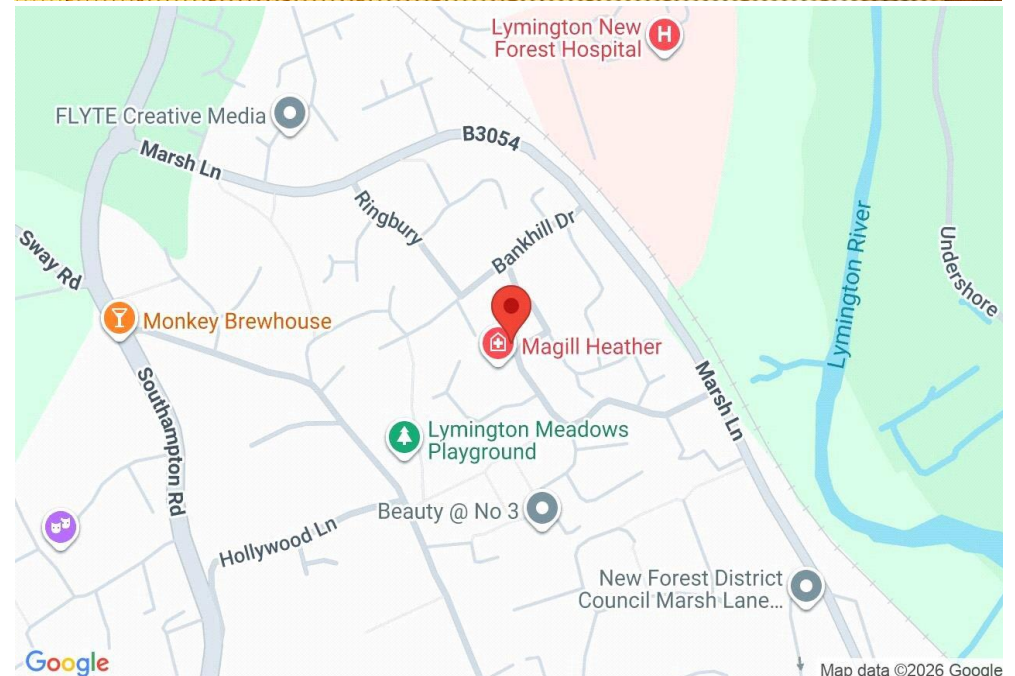 Lymington New
Forest Hospital
H
FLYTE Creative Media
B3054
Marsh Ln
Ringbury
Bankhill Dr
Sway Rd
Lymington River
Undershore
Monkey Brewhouse
Magill Heather
Marsh Ln
Southampton Rd
Lymington Meadows
Playground
Beauty @ No 3
Hollywood Ln
New Forest District
Council Marsh Lane...
Google
Map data ©2026 Google